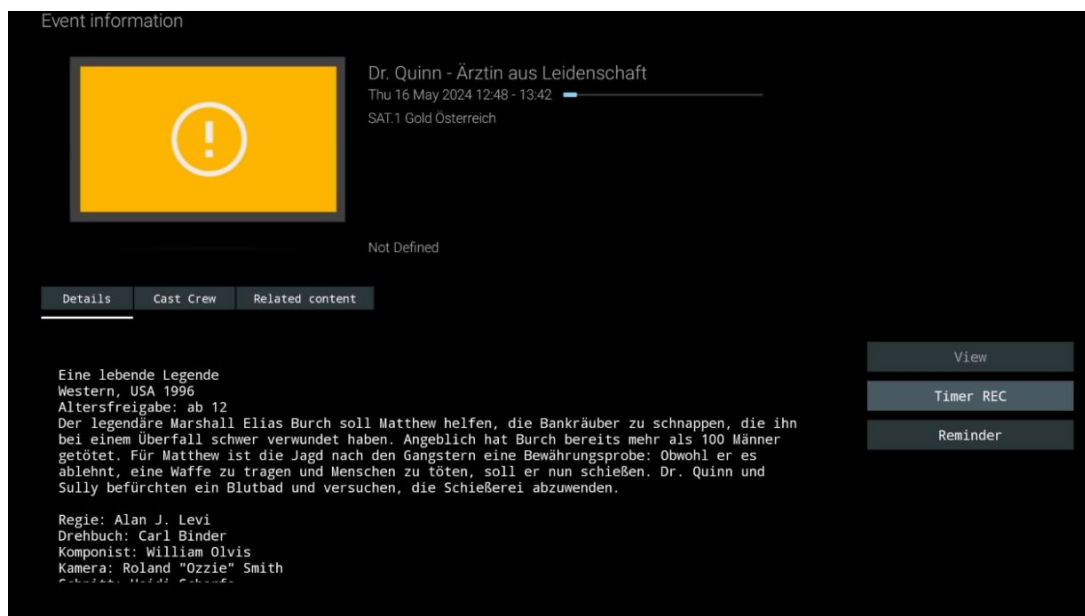 Event information
Dr. Quinn - Ärztin aus Leidenschaft
Thu 16 May 2024 12:48 - 13:42
SAT.1 Gold Österreich
Not Defined
Details Cast Crew Related content
Eine lebende Legende
Western, USA 1996
Altersfreigabe: ab 12
Der legendäre Marshall Elias Burch soll Matthew helfen, die Bankräuber zu schnappen, die ihn
bei einem Überfall schwer verwundet haben. Angeblich hat Burch bereits mehr als 100 Männer
getötet. Für Matthew ist die Jagd nach den Gangstern eine Bewährungsprobe: Obwohl er es
ablehnt, eine Waffe zu tragen und Menschen zu töten, soll er nun schießen. Dr. Quinn und
Sully befürchten ein Blutbad und versuchen, die Schießerei abzuwenden.
Regie: Alan J. Levi
Drehbuch: Carl Binder
Komponist: William Olvis
Kamera: Roland "Ozzie" Smith
View
Timer REC
Reminder